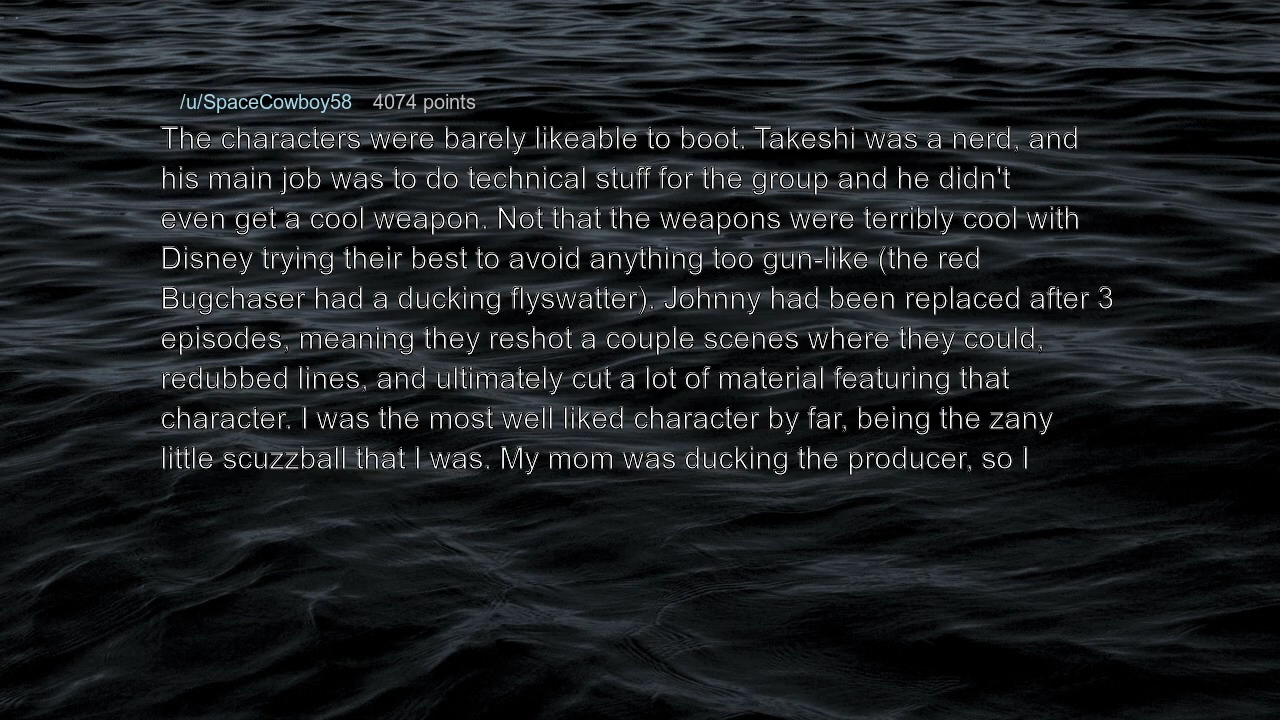 /u/SpaceCowboy58 4074 points
The characters were barely likeable to boot. Takeshi was a nerd, and
his main job was to do technical stuff for the group and he didn't
even get a cool weapon. Not that the weapons were terribly cool with
Disney trying their best to avoid anything too gun-like (the red
Bugchaser had a ducking flyswatter). Johnny had been replaced after 3
episodes, meaning they reshot a couple scenes where they could,
redubbed lines, and ultimately cut a lot of material featuring that
character. I was the most well liked character by far, being the zany
little scuzzball that I was. My mom was ducking the producer, so I